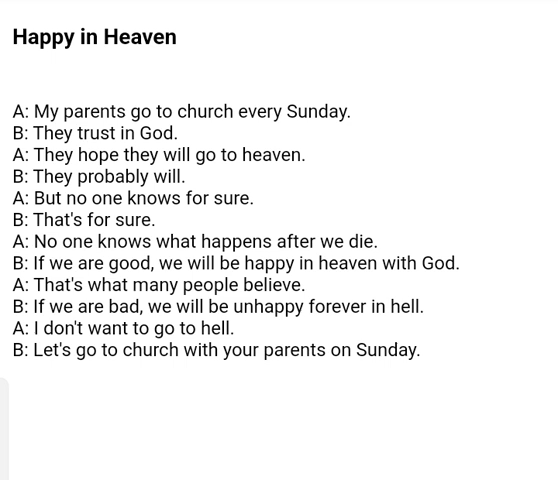 Happy in Heaven
A: My parents go to church every Sunday.
B: They trust in God.
A: They hope they will go to heaven.
B: They probably will.
A: But no one knows for sure.
B: That's for sure.
A: No one knows what happens after we die.
B: If we are good, we will be happy in heaven with God.
A: That's what many people believe.
B: If we are bad, we will be unhappy forever in hell.
A: I don't want to go to hell.
B: Let's go to church with your parents on Sunday.